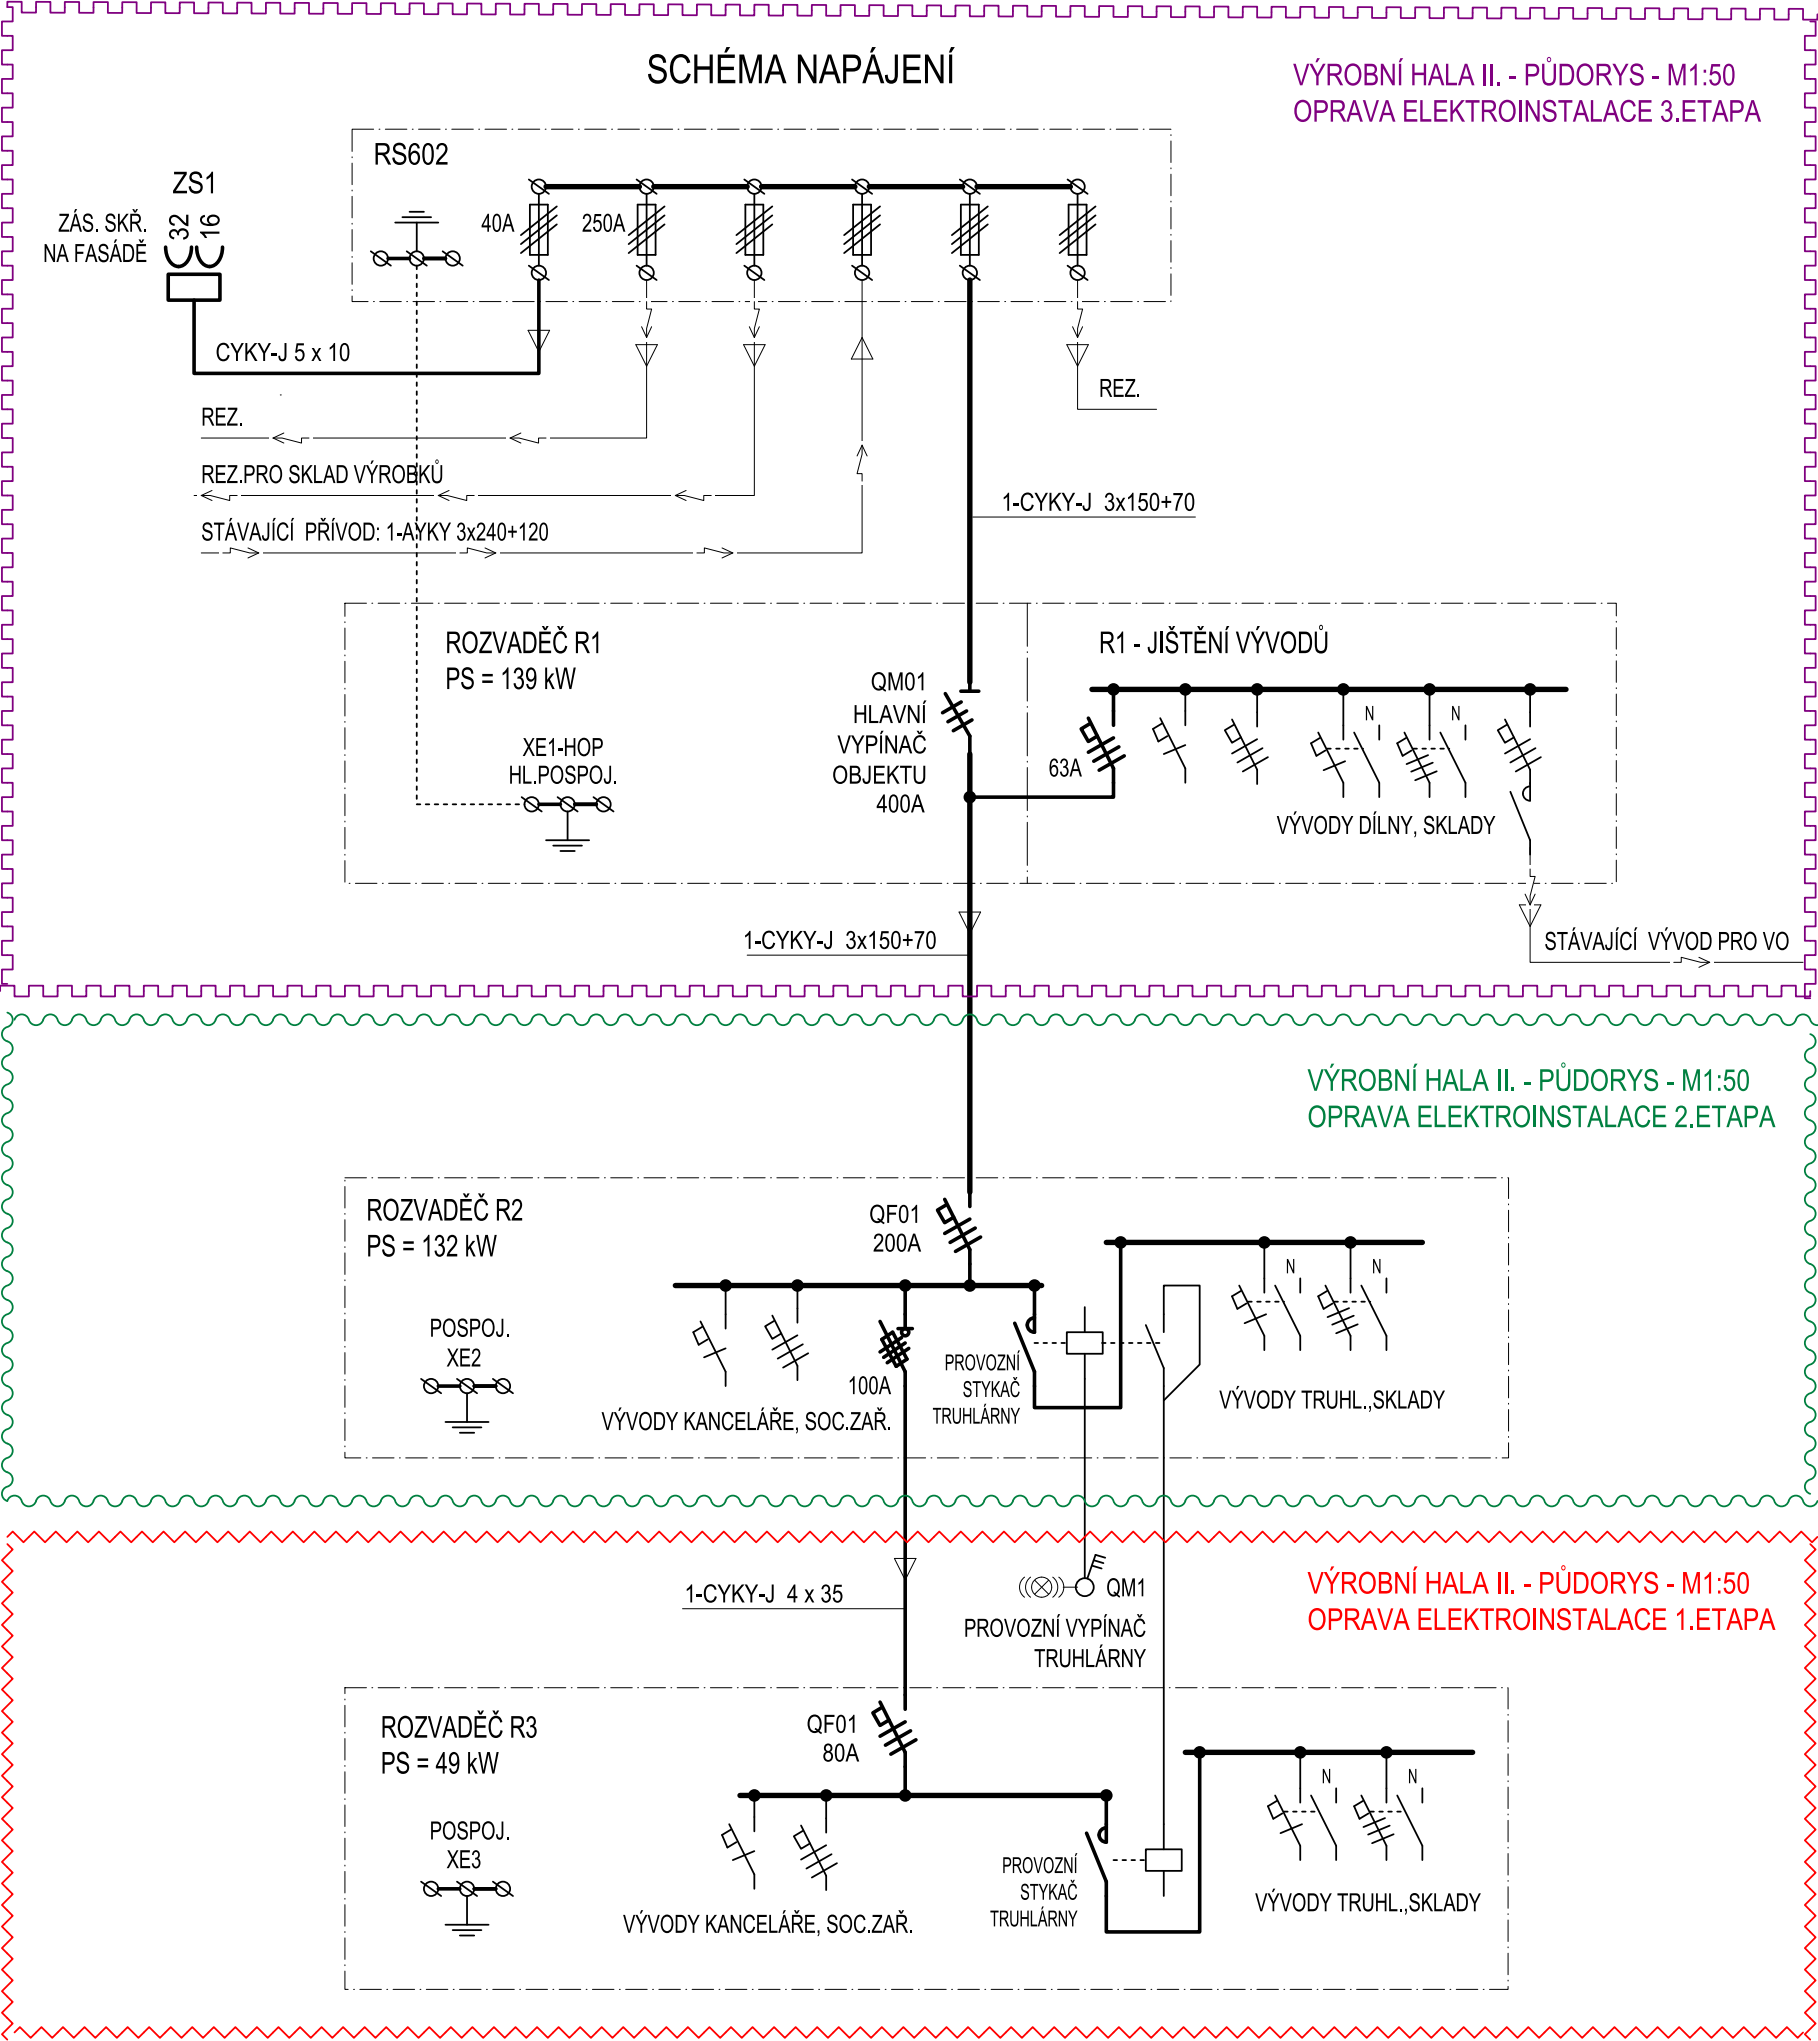 SCHÉMA NAPÁJENÍ
VÝROBNÍ HALA II. - PŮDORYS - M1:50
OPRAVA ELEKTROINSTALACE 3.ETAPA
RS602
ZS1
ZÁS. SKŘ.
NA FASÁDĚ
32
16
40A
250A
CYKY-J 5 x 10
REZ.
REZ.
REZ.PRO SKLAD VÝROBKŮ
STÁVAJÍCÍ PŘÍVOD: 1-AYKY 3x240+120
1-CYKY-J 3x150+70
ROZVADĚČ R1
PS = 139 kW
XE1-HOP
HL.POSPOJ.
QM01
HLAVNÍ
VYPÍNAČ
OBJEKTU
400A
R1 - JIŠTĚNÍ VÝVODŮ
63A
N
N
VÝVODY DÍLNY, SKLADY
1-CYKY-J 3x150+70
STÁVAJÍCÍ VÝVOD PRO VO
VÝROBNÍ HALA II. - PŮDORYS - M1:50
OPRAVA ELEKTROINSTALACE 2.ETAPA
ROZVADĚČ R2
PS = 132 kW
QF01
200A
POSPOJ.
XE2
100A
VÝVODY KANCELÁŘE, SOC.ZAŘ.
PROVOZNÍ
STYKAČ
TRUHLÁRNY
N
N
VÝVODY TRUHL.,SKLADY
VÝROBNÍ HALA II. - PŮDORYS - M1:50
OPRAVA ELEKTROINSTALACE 1.ETAPA
1-CYKY-J 4 x 35
QM1
PROVOZNÍ VYPÍNAČ
TRUHLÁRNY
ROZVADĚČ R3
PS = 49 kW
QF01
80A
POSPOJ.
XE3
VÝVODY KANCELÁŘE, SOC.ZAŘ.
PROVOZNÍ
STYKAČ
TRUHLÁRNY
N
N
VÝVODY TRUHL.,SKLADY